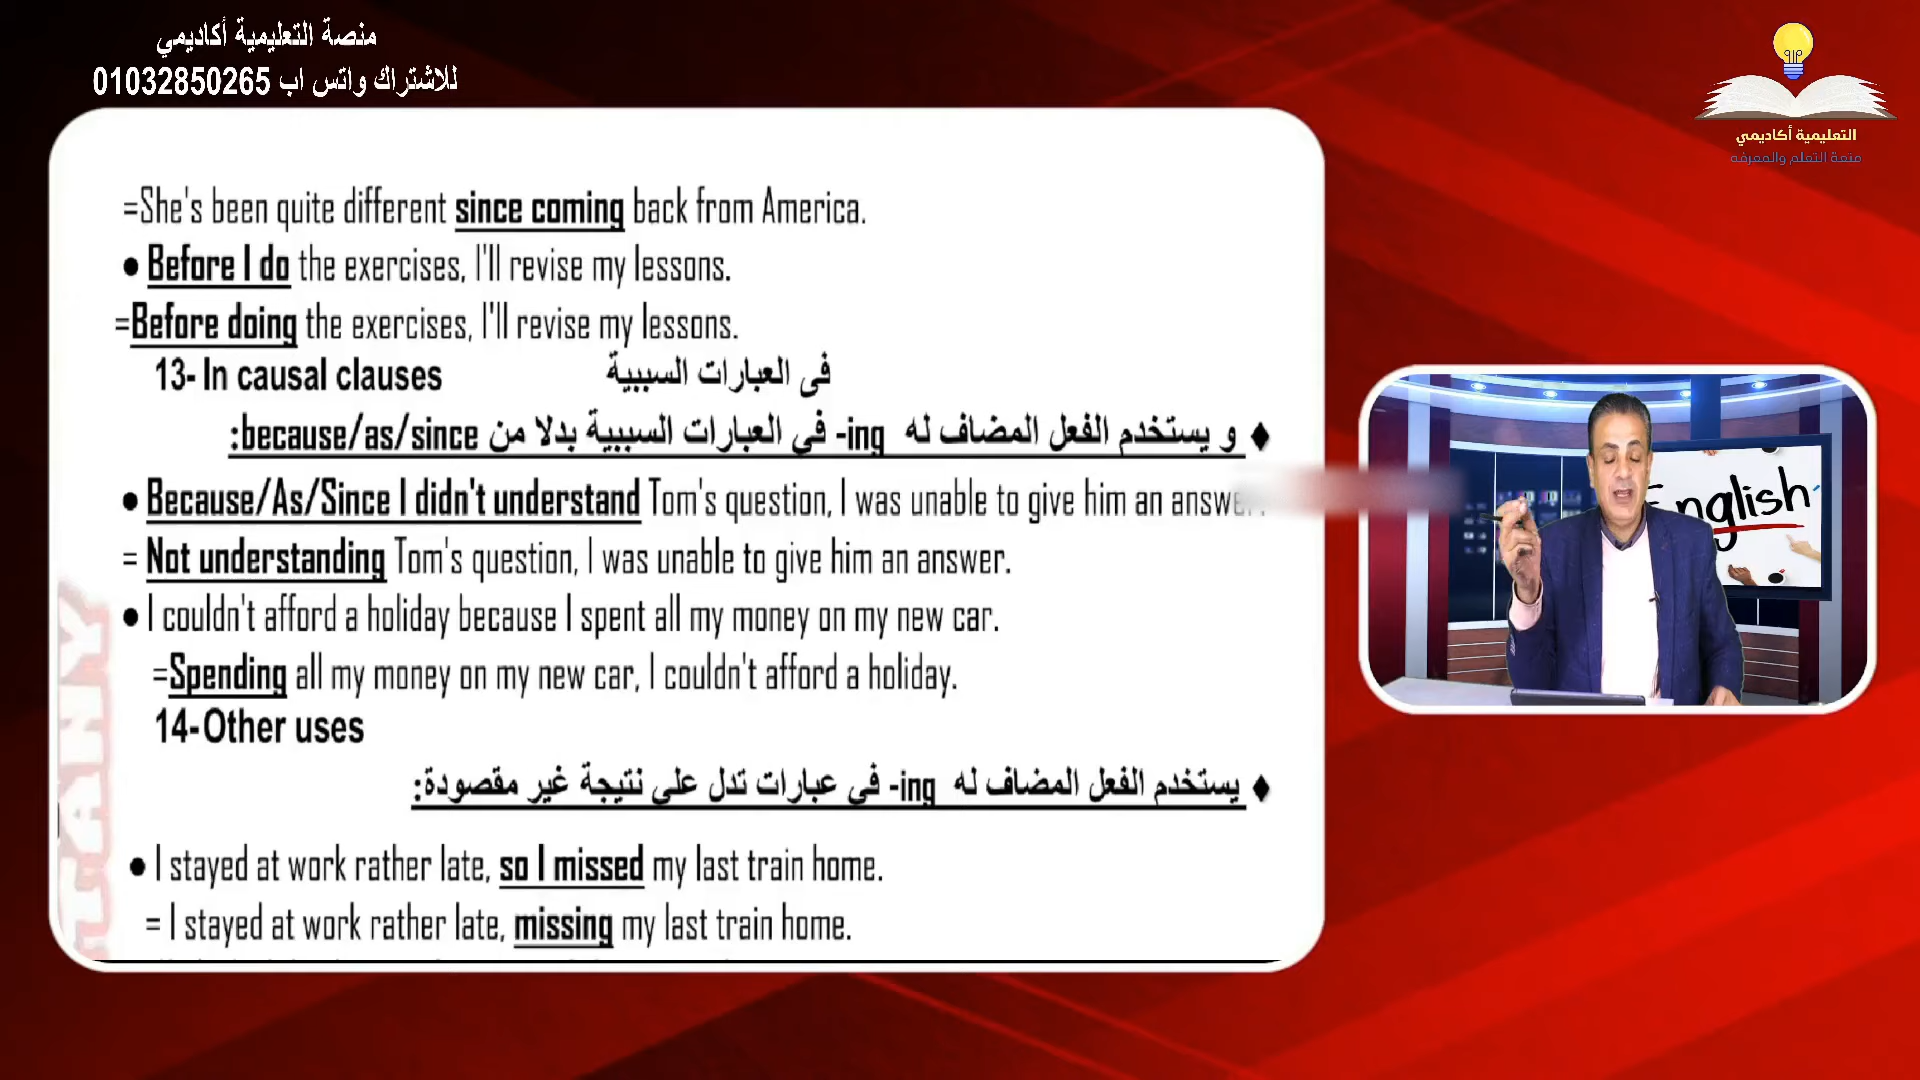 منصة التعليمية أكاديمي
للاشتراك واتس اب 01032850265
التعليمية أكاديمي
متعة التعلم والمعرفه
=She's been quite different since coming back from America.
● Before I do the exercises, I'll revise my lessons.
=Before doing the exercises, I'll revise my lessons.
13- In causal clauses فى العبارات السببية
♦ و يستخدم الفعل المضاف له ing- في العبارات السببية بدلا من because/as/since:
● Because/As/Since I didn't understand Tom's question, I was unable to give him an answer.
= Not understanding Tom's question, I was unable to give him an answer.
● I couldn't afford a holiday because I spent all my money on my new car.
=Spending all my money on my new car, I couldn't afford a holiday.
14-Other uses
♦ يستخدم الفعل المضاف له ing- في عبارات تدل على نتيجة غير مقصودة:
● I stayed at work rather late, so I missed my last train home.
= I stayed at work rather late, missing my last train home.
English